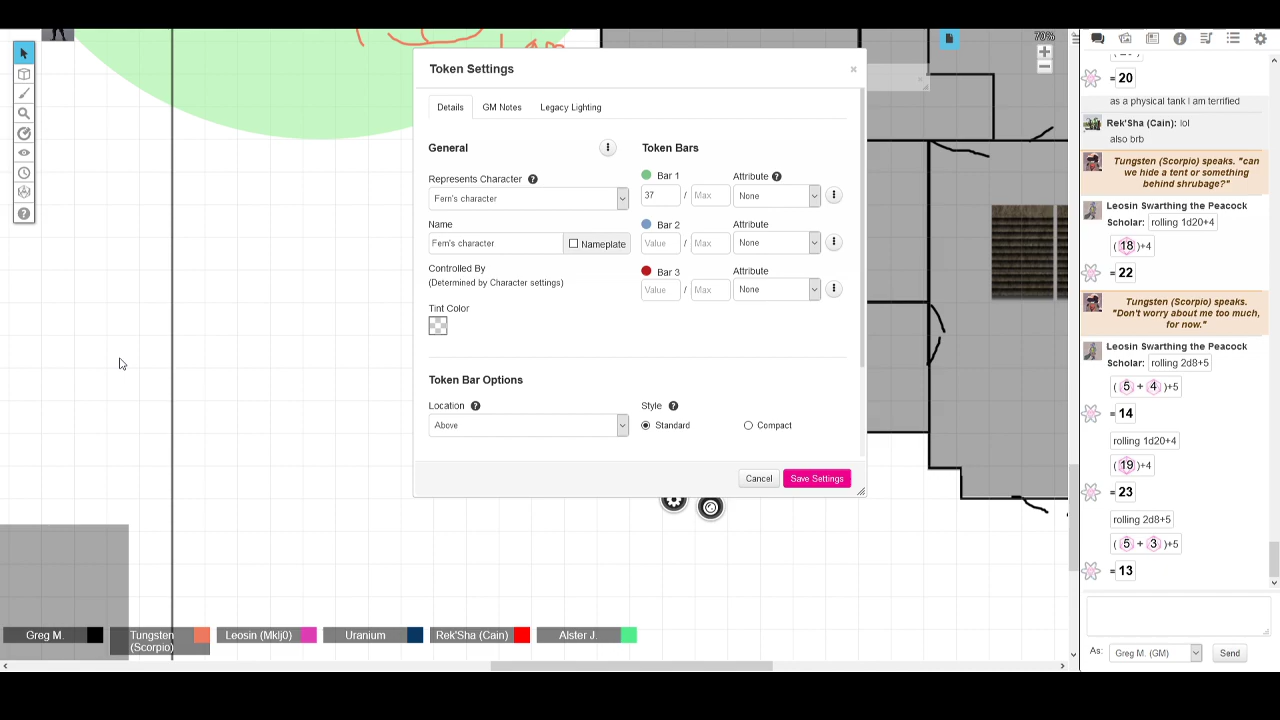 70%
Token Settings
×
Details
GM Notes
Legacy Lighting
General
Represents Character ?
Fern's character
Name
Fern's character
Nameplate
Controlled By
(Determined by Character settings)
Tint Color
Token Bars
Bar 1
Attribute ?
37 / Max
None
Bar 2
Attribute
Value / Max
None
Bar 3
Attribute
Value / Max
None
Token Bar Options
Location ?
Above
Style ?
Standard
Compact
Cancel
Save Settings
Greg M.
Tungsten
(Scorpio)
Leosin (Mklj0)
Uranium
Rek'Sha (Cain)
Alster J.
= 20
as a physical tank I am terrified
Rek'Sha (Cain): lol
also brb
Tungsten (Scorpio) speaks. "can
we hide a tent or something
behind shrubage?"
Leosin Swarthing the Peacock
Scholar: rolling 1d20+4
(18)+4
= 22
Tungsten (Scorpio) speaks.
"Don't worry about me too much,
for now."
Leosin Swarthing the Peacock
Scholar: rolling 2d8+5
(5 + 4)+5
= 14
rolling 1d20+4
(19)+4
= 23
rolling 2d8+5
(5 + 3)+5
= 13
As: Greg M. (GM)
Send